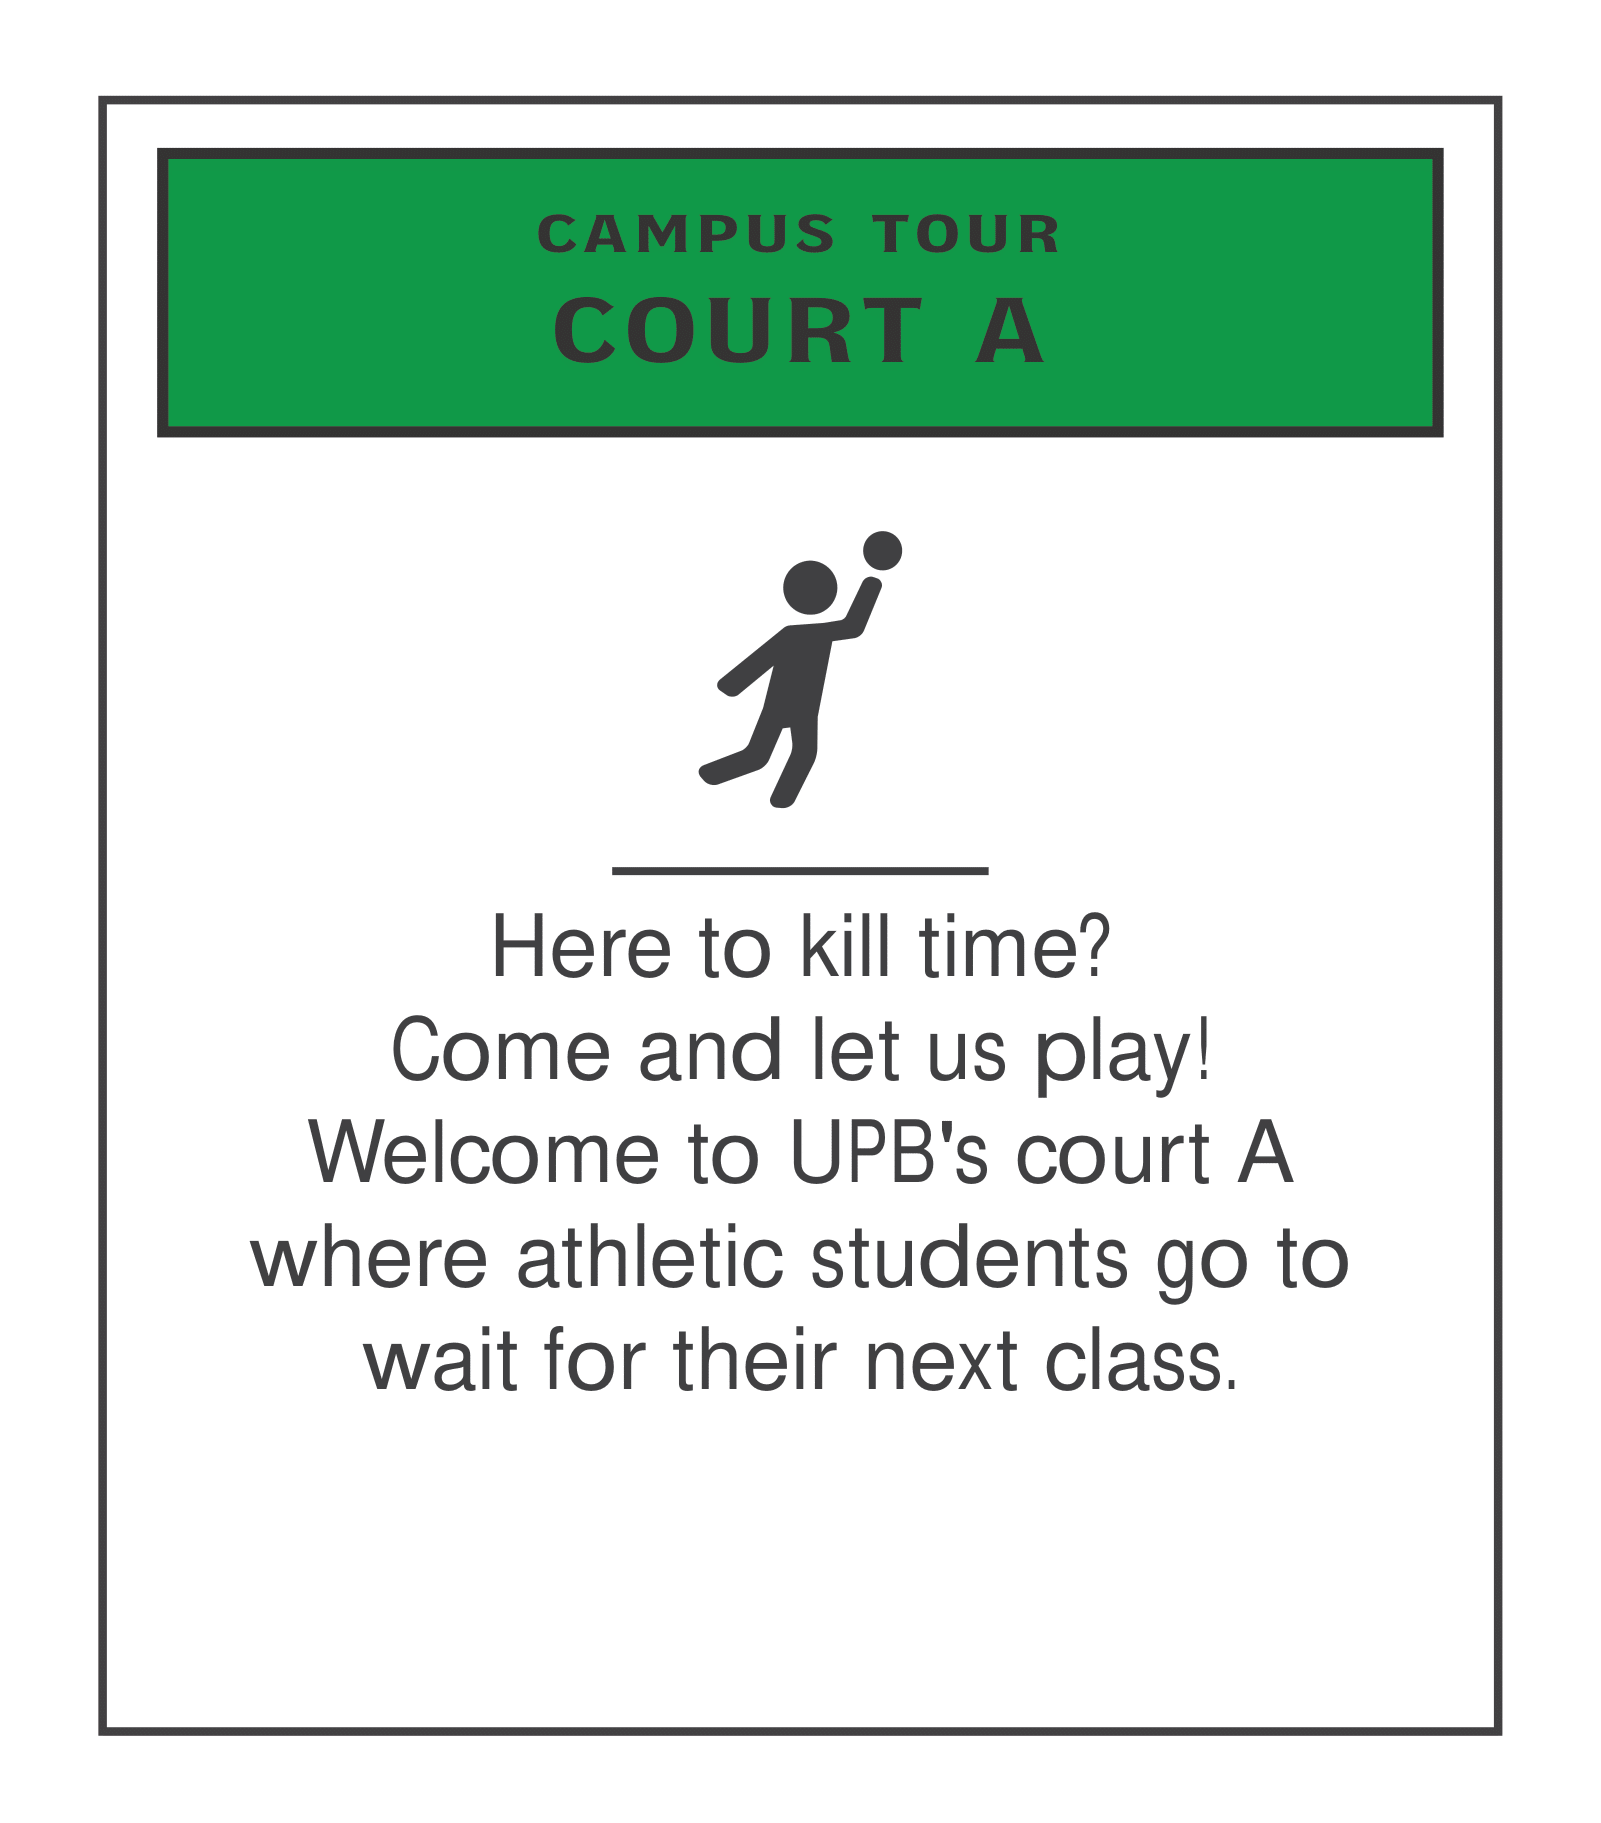 CAMPUS TOUR
COURT A
Here to kill time?
Come and let us play!
Welcome to UPB's court A
where athletic students go to
wait for their next class.